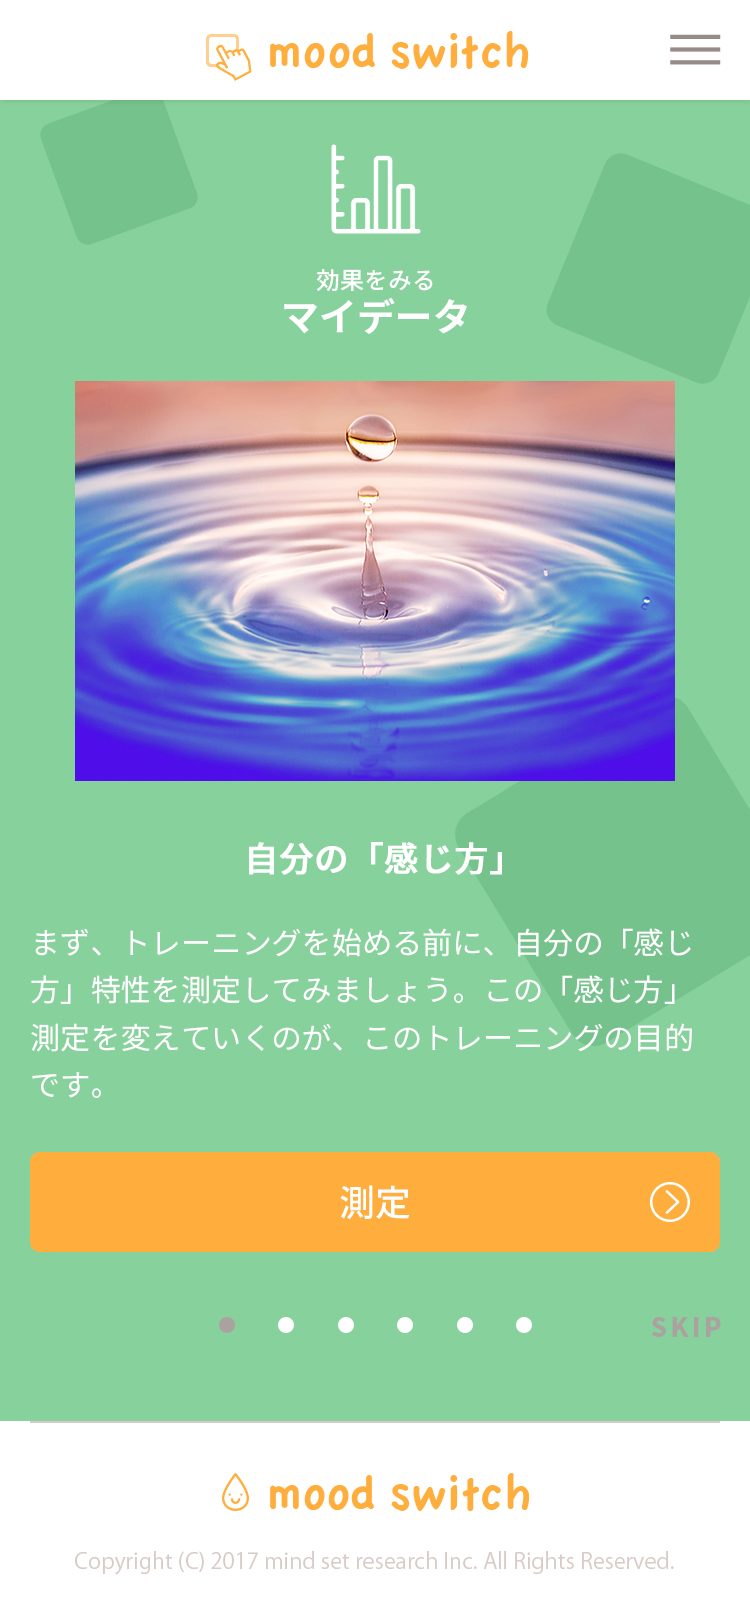 mood switch
効果をみる
マイデータ
自分の「感じ方」
まず、トレーニングを始める前に、自分の「感じ
方」特性を測定してみましょう。この「感じ方」
測定を変えていくのが、このトレーニングの目的
です。
測定
SKIP
mood switch
Copyright (C) 2017 mind set research Inc. All Rights Reserved.